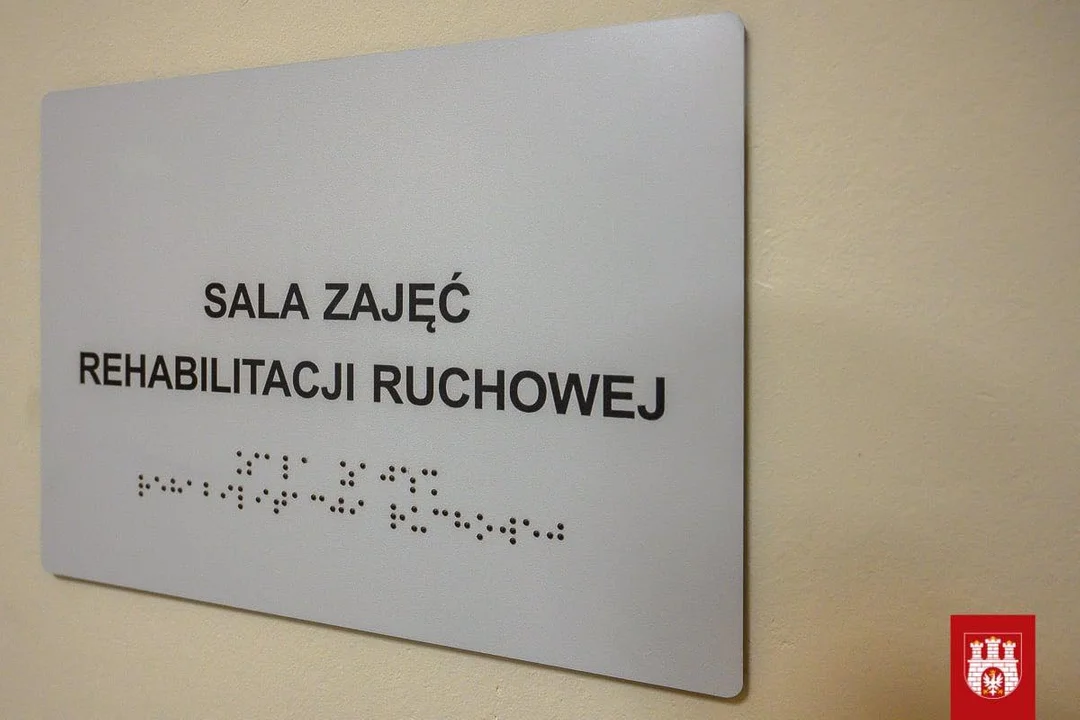 SALA ZAJĘĆ
REHABILITACJI RUCHOWEJ